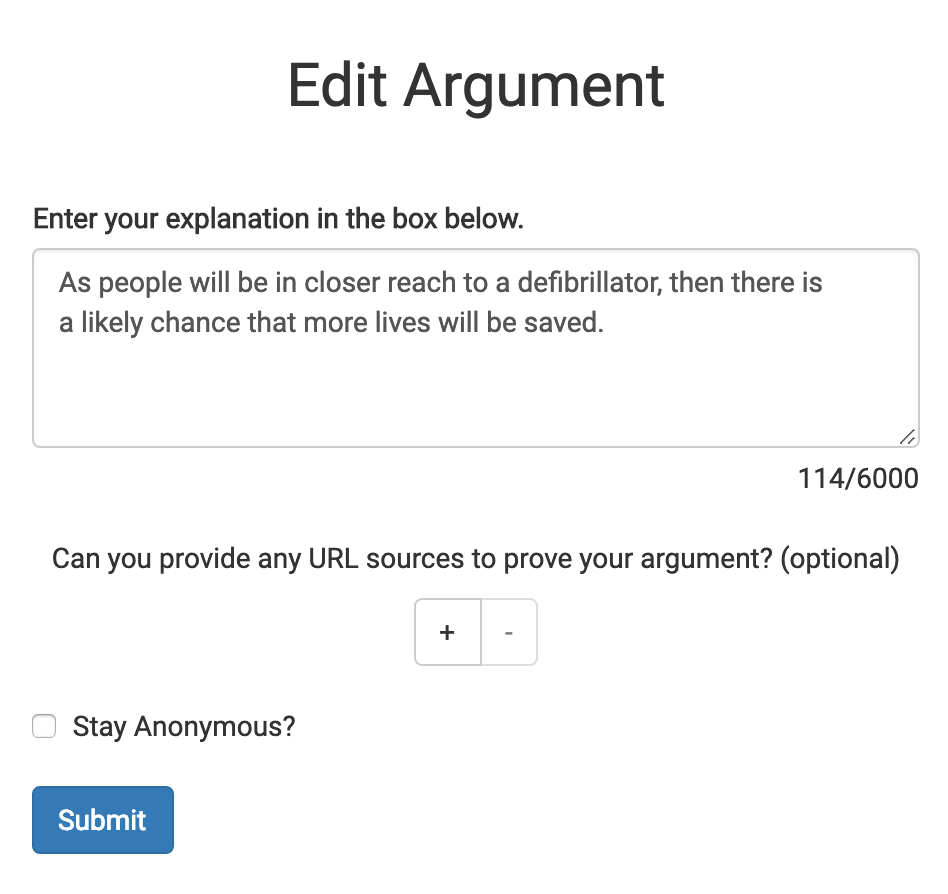 Edit Argument
Enter your explanation in the box below.
As people will be in closer reach to a defibrillator, then there is
a likely chance that more lives will be saved.
114/6000
Can you provide any URL sources to prove your argument? (optional)
+ -
Stay Anonymous?
Submit